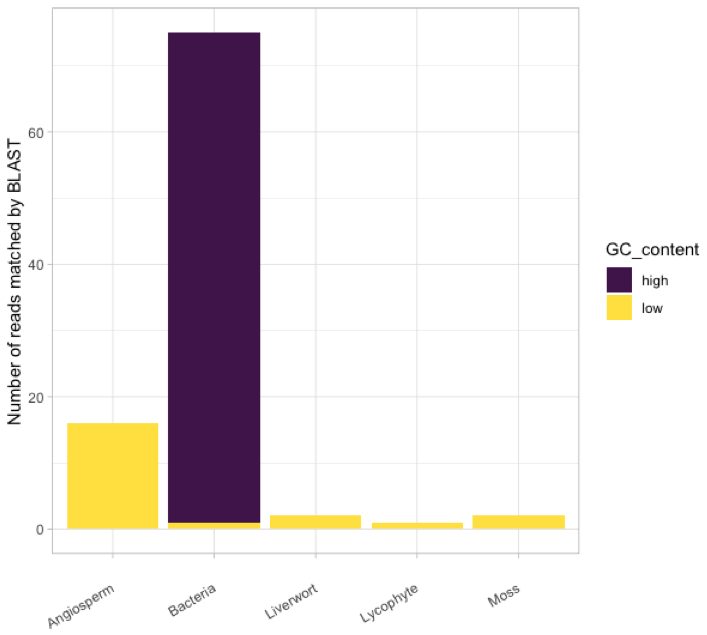 Number of reads matched by BLAST
60
40
20
0
Angiosperm
Bacteria
Liverwort
Lycophyte
Moss
GC_content
high
low